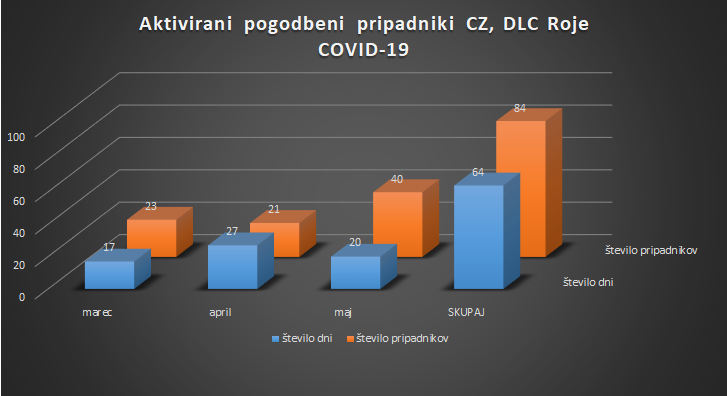 Aktivirani pogodbeni pripadniki CZ, DLC Roje
COVID-19
100
80
60
40
20
0
17
23
27
21
20
40
64
84
število pripadnikov
število dni
marec
april
maj
SKUPAJ
število dni
število pripadnikov